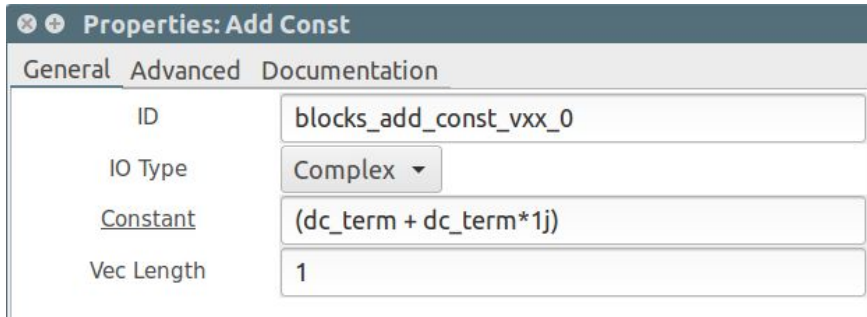 Properties: Add Const
General Advanced Documentation
ID blocks_add_const_vxx_0
IO Type Complex
Constant (dc_term + dc_term*1j)
Vec Length 1